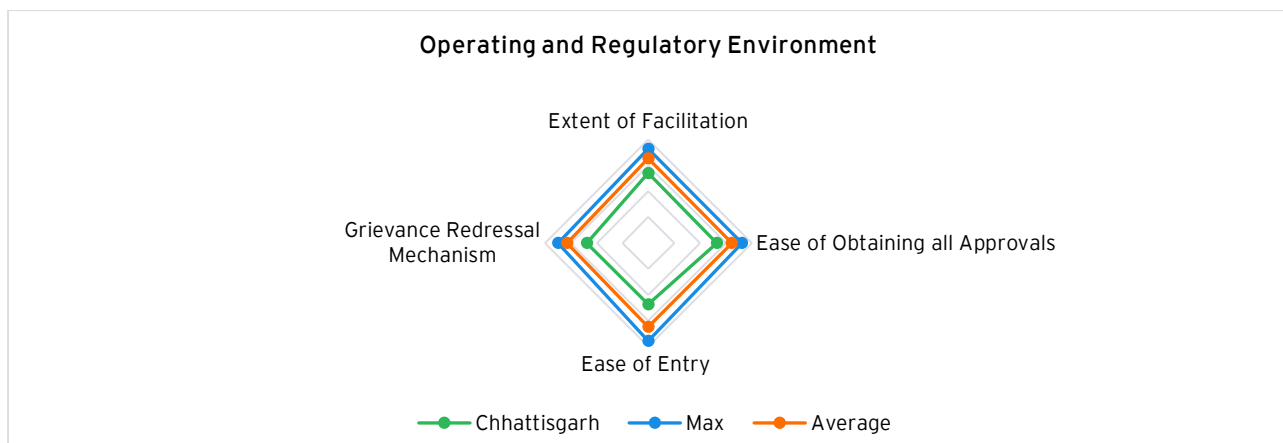 Operating and Regulatory Environment
Extent of Facilitation
Grievance Redressal
Mechanism
Ease of Obtaining all Approvals
Ease of Entry
Chhattisgarh Max Average